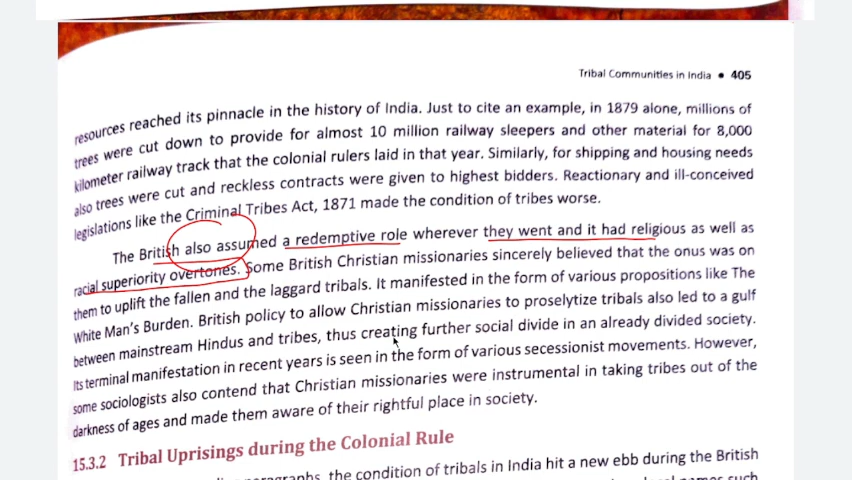 Tribal Communities in India • 405
resources reached its pinnacle in the history of India. Just to cite an example, in 1879 alone, millions of
trees were cut down to provide for almost 10 million railway sleepers and other material for 8,000
kilometer railway track that the colonial rulers laid in that year. Similarly, for shipping and housing needs
also trees were cut and reckless contracts were given to highest bidders. Reactionary and ill-conceived
legislations like the Criminal Tribes Act, 1871 made the condition of tribes worse.
The British also assumed a redemptive role wherever they went and it had religious as well as
racial superiority overtones. Some British Christian missionaries sincerely believed that the onus was on
them to uplift the fallen and the laggard tribals. It manifested in the form of various propositions like The
White Man's Burden. British policy to allow Christian missionaries to proselytize tribals also led to a gulf
between mainstream Hindus and tribes, thus creating further social divide in an already divided society.
Its terminal manifestation in recent years is seen in the form of various secessionist movements. However,
some sociologists also contend that Christian missionaries were instrumental in taking tribes out of the
darkness of ages and made them aware of their rightful place in society.
15.3.2 Tribal Uprisings during the Colonial Rule
the condition of tribals in India hit a new ebb during the British